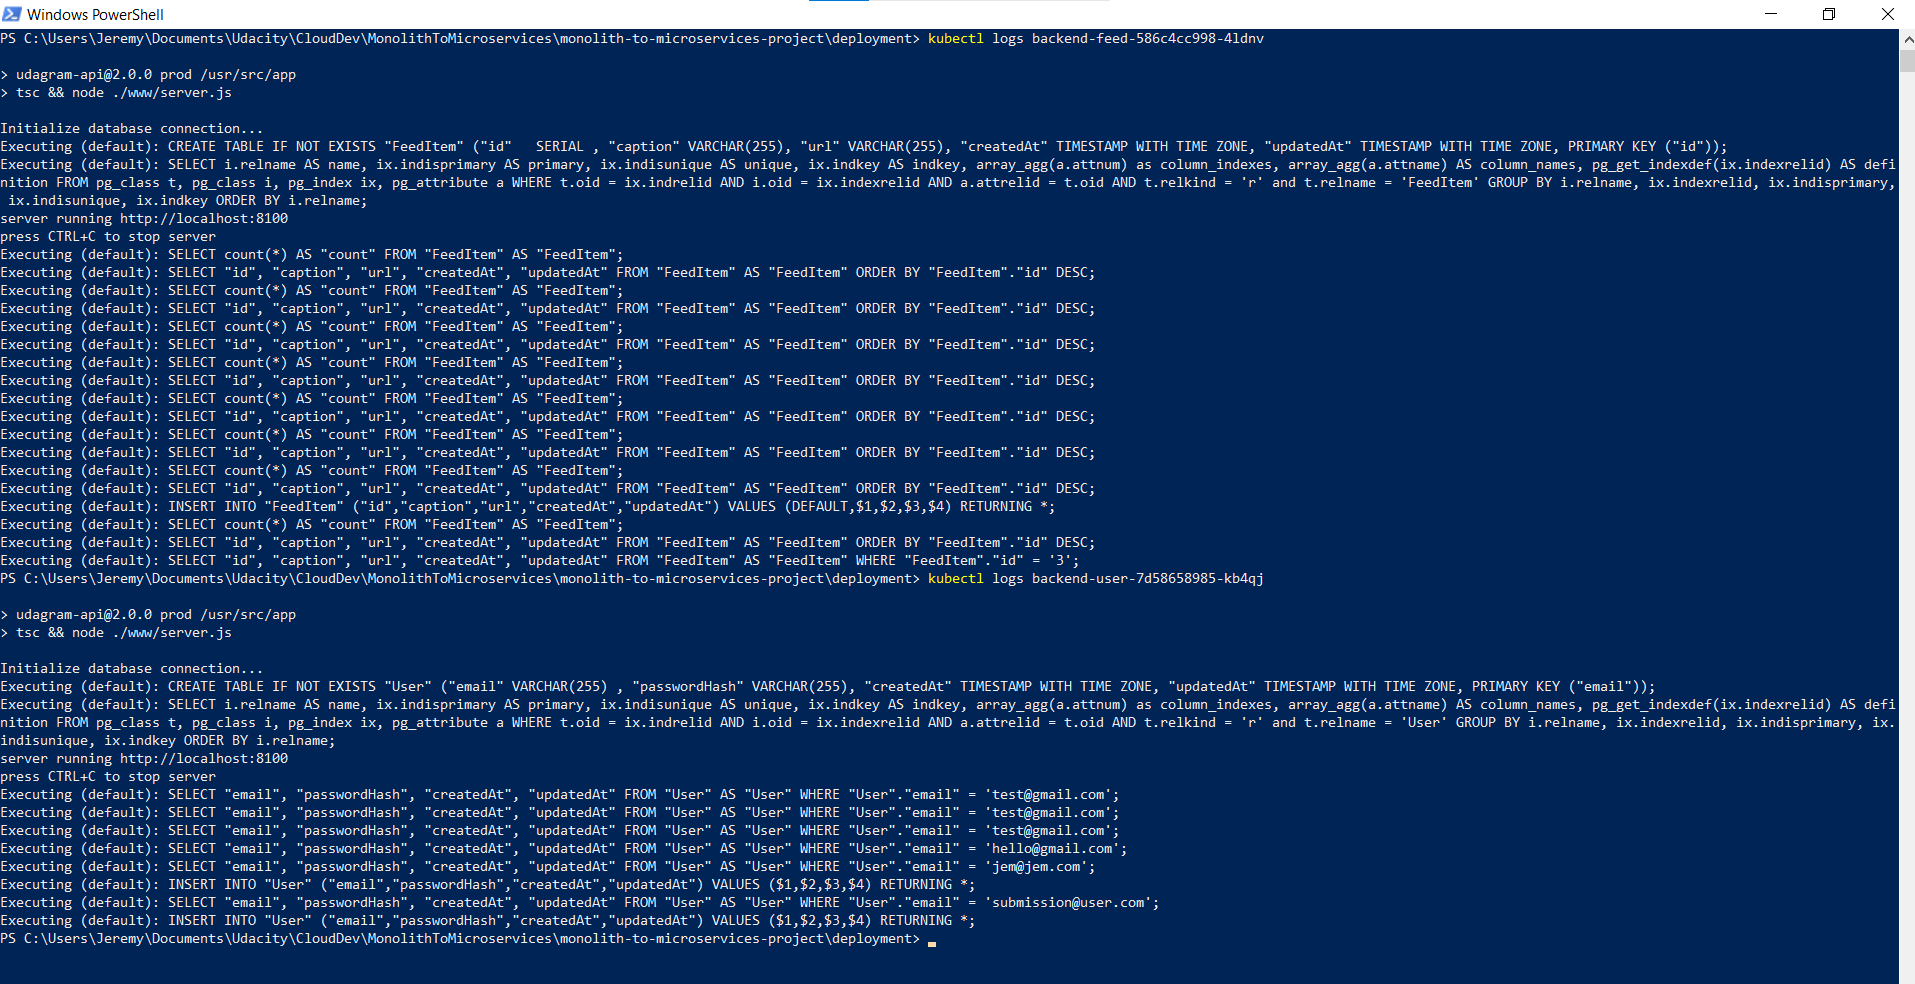 Windows PowerShell
PS C:\Users\Jeremy\Documents\Udacity\CloudDev\MonolithToMicroservices\monolith-to-microservices-project\deployment> kubectl logs backend-feed-586c4cc998-4ldnv
> udagram-api@2.0.0 prod /usr/src/app
> tsc && node ./www/server.js
Initialize database connection...
Executing (default): CREATE TABLE IF NOT EXISTS "FeedItem" ("id"   SERIAL , "caption" VARCHAR(255), "url" VARCHAR(255), "createdAt" TIMESTAMP WITH TIME ZONE, "updatedAt" TIMESTAMP WITH TIME ZONE, PRIMARY KEY ("id"));
Executing (default): SELECT i.relname AS name, ix.indisprimary AS primary, ix.indisunique AS unique, ix.indkey AS indkey, array_agg(a.attnum) as column_indexes, array_agg(a.attname) AS column_names, pg_get_indexdef(ix.indexrelid) AS defi
nition FROM pg_class t, pg_class i, pg_index ix, pg_attribute a WHERE t.oid = ix.indrelid AND i.oid = ix.indexrelid AND a.attrelid = t.oid AND t.relkind = 'r' and t.relname = 'FeedItem' GROUP BY i.relname, ix.indexrelid, ix.indisprimary,
 ix.indisunique, ix.indkey ORDER BY i.relname;
server running http://localhost:8100
press CTRL+C to stop server
Executing (default): SELECT count(*) AS "count" FROM "FeedItem" AS "FeedItem";
Executing (default): SELECT "id", "caption", "url", "createdAt", "updatedAt" FROM "FeedItem" AS "FeedItem" ORDER BY "FeedItem"."id" DESC;
Executing (default): SELECT count(*) AS "count" FROM "FeedItem" AS "FeedItem";
Executing (default): SELECT "id", "caption", "url", "createdAt", "updatedAt" FROM "FeedItem" AS "FeedItem" ORDER BY "FeedItem"."id" DESC;
Executing (default): SELECT count(*) AS "count" FROM "FeedItem" AS "FeedItem";
Executing (default): SELECT "id", "caption", "url", "createdAt", "updatedAt" FROM "FeedItem" AS "FeedItem" ORDER BY "FeedItem"."id" DESC;
Executing (default): SELECT count(*) AS "count" FROM "FeedItem" AS "FeedItem";
Executing (default): SELECT "id", "caption", "url", "createdAt", "updatedAt" FROM "FeedItem" AS "FeedItem" ORDER BY "FeedItem"."id" DESC;
Executing (default): SELECT count(*) AS "count" FROM "FeedItem" AS "FeedItem";
Executing (default): SELECT "id", "caption", "url", "createdAt", "updatedAt" FROM "FeedItem" AS "FeedItem" ORDER BY "FeedItem"."id" DESC;
Executing (default): SELECT count(*) AS "count" FROM "FeedItem" AS "FeedItem";
Executing (default): SELECT "id", "caption", "url", "createdAt", "updatedAt" FROM "FeedItem" AS "FeedItem" ORDER BY "FeedItem"."id" DESC;
Executing (default): SELECT count(*) AS "count" FROM "FeedItem" AS "FeedItem";
Executing (default): SELECT "id", "caption", "url", "createdAt", "updatedAt" FROM "FeedItem" AS "FeedItem" ORDER BY "FeedItem"."id" DESC;
Executing (default): INSERT INTO "FeedItem" ("id","caption","url","createdAt","updatedAt") VALUES (DEFAULT,$1,$2,$3,$4) RETURNING *;
Executing (default): SELECT count(*) AS "count" FROM "FeedItem" AS "FeedItem";
Executing (default): SELECT "id", "caption", "url", "createdAt", "updatedAt" FROM "FeedItem" AS "FeedItem" ORDER BY "FeedItem"."id" DESC;
Executing (default): SELECT "id", "caption", "url", "createdAt", "updatedAt" FROM "FeedItem" AS "FeedItem" WHERE "FeedItem"."id" = '3';
PS C:\Users\Jeremy\Documents\Udacity\CloudDev\MonolithToMicroservices\monolith-to-microservices-project\deployment> kubectl logs backend-user-7d58658985-kb4qj
> udagram-api@2.0.0 prod /usr/src/app
> tsc && node ./www/server.js
Initialize database connection...
Executing (default): CREATE TABLE IF NOT EXISTS "User" ("email" VARCHAR(255) , "passwordHash" VARCHAR(255), "createdAt" TIMESTAMP WITH TIME ZONE, "updatedAt" TIMESTAMP WITH TIME ZONE, PRIMARY KEY ("email"));
Executing (default): SELECT i.relname AS name, ix.indisprimary AS primary, ix.indisunique AS unique, ix.indkey AS indkey, array_agg(a.attnum) as column_indexes, array_agg(a.attname) AS column_names, pg_get_indexdef(ix.indexrelid) AS defi
nition FROM pg_class t, pg_class i, pg_index ix, pg_attribute a WHERE t.oid = ix.indrelid AND i.oid = ix.indexrelid AND a.attrelid = t.oid AND t.relkind = 'r' and t.relname = 'User' GROUP BY i.relname, ix.indexrelid, ix.indisprimary, ix.
indisunique, ix.indkey ORDER BY i.relname;
server running http://localhost:8100
press CTRL+C to stop server
Executing (default): SELECT "email", "passwordHash", "createdAt", "updatedAt" FROM "User" AS "User" WHERE "User"."email" = 'test@gmail.com';
Executing (default): SELECT "email", "passwordHash", "createdAt", "updatedAt" FROM "User" AS "User" WHERE "User"."email" = 'test@gmail.com';
Executing (default): SELECT "email", "passwordHash", "createdAt", "updatedAt" FROM "User" AS "User" WHERE "User"."email" = 'test@gmail.com';
Executing (default): SELECT "email", "passwordHash", "createdAt", "updatedAt" FROM "User" AS "User" WHERE "User"."email" = 'hello@gmail.com';
Executing (default): SELECT "email", "passwordHash", "createdAt", "updatedAt" FROM "User" AS "User" WHERE "User"."email" = 'jem@jem.com';
Executing (default): INSERT INTO "User" ("email","passwordHash","createdAt","updatedAt") VALUES ($1,$2,$3,$4) RETURNING *;
Executing (default): SELECT "email", "passwordHash", "createdAt", "updatedAt" FROM "User" AS "User" WHERE "User"."email" = 'submission@user.com';
Executing (default): INSERT INTO "User" ("email","passwordHash","createdAt","updatedAt") VALUES ($1,$2,$3,$4) RETURNING *;
PS C:\Users\Jeremy\Documents\Udacity\CloudDev\MonolithToMicroservices\monolith-to-microservices-project\deployment>